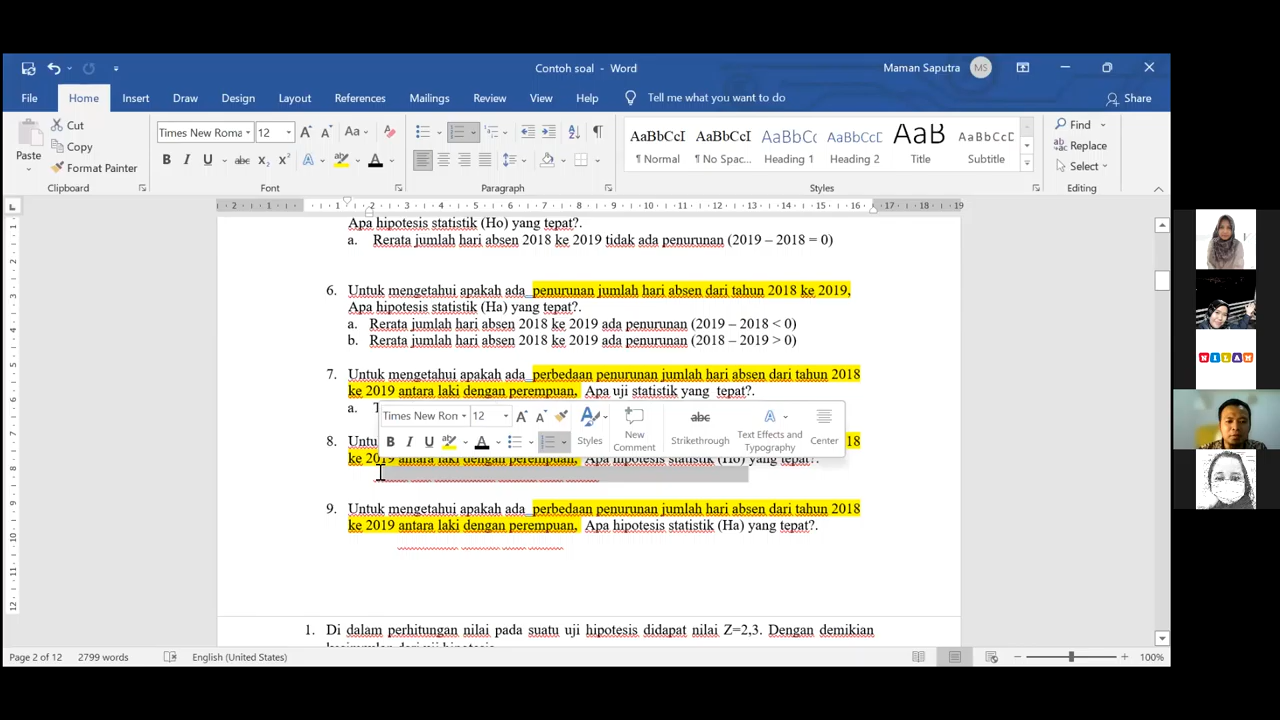 Contoh soal - Word
Maman Saputra
MS
File
Home
Insert
Draw
Design
Layout
References
Mailings
Review
View
Help
Tell me what you want to do
Share
Paste
Cut
Copy
Format Painter
Clipboard
Times New Roma
12
Font
Paragraph
AaBbCcI
AaBbCcI
AaBbCc
AaBbCcI
AaB
AaBbCcD
¶ Normal
¶ No Spac...
Heading 1
Heading 2
Title
Subtitle
Styles
Find
Replace
Select
Editing
Apa hipotesis statistik (Ho) yang tepat?.
a. Rerata jumlah hari absen 2018 ke 2019 tidak ada penurunan (2019 – 2018 = 0)
6. Untuk mengetahui apakah ada penurunan jumlah hari absen dari tahun 2018 ke 2019,
Apa hipotesis statistik (Ha) yang tepat?.
a. Rerata jumlah hari absen 2018 ke 2019 ada penurunan (2019 – 2018 < 0)
b. Rerata jumlah hari absen 2018 ke 2019 ada penurunan (2018 – 2019 > 0)
7. Untuk mengetahui apakah ada perbedaan penurunan jumlah hari absen dari tahun 2018
ke 2019 antara laki dengan perempuan, Apa uji statistik yang tepat?.
a. T
Times New Ron
12
Styles
New Comment
Strikethrough
Text Effects and Typography
Center
8. Untu 18
ke 2019 antara laki dengan perempuan, Apa hipotesis statistik (Ho) yang tepat?.
9. Untuk mengetahui apakah ada perbedaan penurunan jumlah hari absen dari tahun 2018
ke 2019 antara laki dengan perempuan, Apa hipotesis statistik (Ha) yang tepat?.
1. Di dalam perhitungan nilai pada suatu uji hipotesis didapat nilai Z=2,3. Dengan demikian
Page 2 of 12
2799 words
English (United States)
100%
WILAW